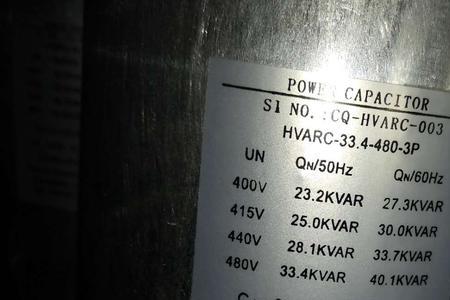 POWER CAPACITOR
S1 NO.:CQ-HVARC-003
HVARC-33.4-480-3P
UN QN/50Hz QN/60Hz
400V 23.2KVAR 27.3KVAR
415V 25.0KVAR 30.0KVAR
440V 28.1KVAR 33.7KVAR
480V 33.4KVAR 40.1KVAR